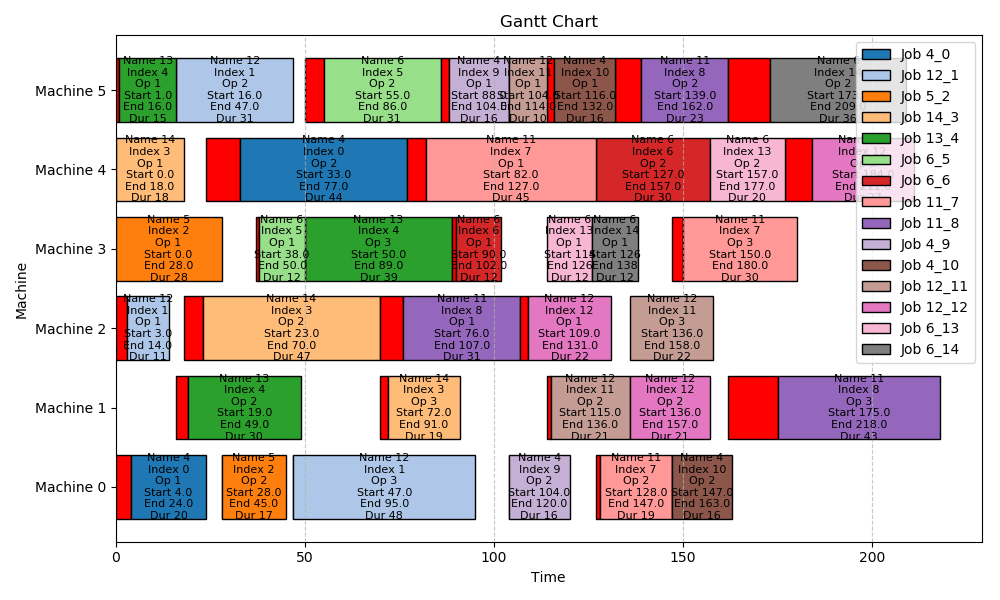 Gantt Chart
Machine 5
Name 13
Index 4
Op 1
Start 1.0
End 16.0
Dur 15
Name 12
Index 1
Op 2
Start 16.0
End 47.0
Dur 31
Name 6
Index 5
Op 2
Start 55.0
End 86.0
Dur 31
Name 4
Index 9
Op 1
Start 88.0
End 104.0
Dur 16
Name 12
Index 11
Op 1
Start 104.0
End 114.0
Dur 10
Name 4
Index 10
Op 1
Start 116.0
End 132.0
Dur 16
Name 11
Index 8
Op 2
Start 139.0
End 162.0
Dur 23
Name 6
Index 14
Op 2
Start 173.0
End 209.0
Dur 36
Machine 4
Name 14
Index 3
Op 1
Start 0.0
End 18.0
Dur 18
Name 4
Index 0
Op 2
Start 33.0
End 77.0
Dur 44
Name 11
Index 7
Op 1
Start 82.0
End 127.0
Dur 45
Name 6
Index 6
Op 2
Start 127.0
End 157.0
Dur 30
Name 6
Index 13
Op 2
Start 157.0
End 177.0
Dur 20
Name 12
Index 12
Start 184.0
Dur 27
Machine 3
Name 5
Index 2
Op 1
Start 0.0
End 28.0
Dur 28
Name 6
Index 5
Op 1
Start 38.0
End 50.0
Dur 12
Name 13
Index 4
Op 3
Start 50.0
End 89.0
Dur 39
Name 6
Index 6
Op 1
Start 90.0
End 102.0
Dur 12
Name 6
Index 13
Op 1
Start 114
End 126
Dur 12
Name 6
Index 14
Op 1
Start 126
End 138
Dur 12
Name 11
Index 7
Op 3
Start 150.0
End 180.0
Dur 30
Machine 2
Name 12
Index 1
Op 1
Start 3.0
End 14.0
Dur 11
Name 14
Index 3
Op 2
Start 23.0
End 70.0
Dur 47
Name 11
Index 8
Op 1
Start 76.0
End 107.0
Dur 31
Name 12
Index 12
Op 1
Start 109.0
End 131.0
Dur 22
Name 12
Index 11
Op 3
Start 136.0
End 158.0
Dur 22
Machine 1
Name 13
Index 4
Op 2
Start 19.0
End 49.0
Dur 30
Name 14
Index 3
Op 3
Start 72.0
End 91.0
Dur 19
Name 12
Index 11
Op 2
Start 115.0
End 136.0
Dur 21
Name 12
Index 12
Op 2
Start 136.0
End 157.0
Dur 21
Name 11
Index 8
Op 3
Start 175.0
End 218.0
Dur 43
Machine 0
Name 4
Index 0
Op 1
Start 4.0
End 24.0
Dur 20
Name 5
Index 2
Op 2
Start 28.0
End 45.0
Dur 17
Name 12
Index 1
Op 3
Start 47.0
End 95.0
Dur 48
Name 4
Index 9
Op 2
Start 104.0
End 120.0
Dur 16
Name 11
Index 7
Op 2
Start 128.0
End 147.0
Dur 19
Name 4
Index 10
Op 2
Start 147.0
End 163.0
Dur 16
Job 4_0
Job 12_1
Job 5_2
Job 14_3
Job 13_4
Job 6_5
Job 6_6
Job 11_7
Job 11_8
Job 4_9
Job 4_10
Job 12_11
Job 12_12
Job 6_13
Job 6_14
Machine
0
50
100
150
200
Time